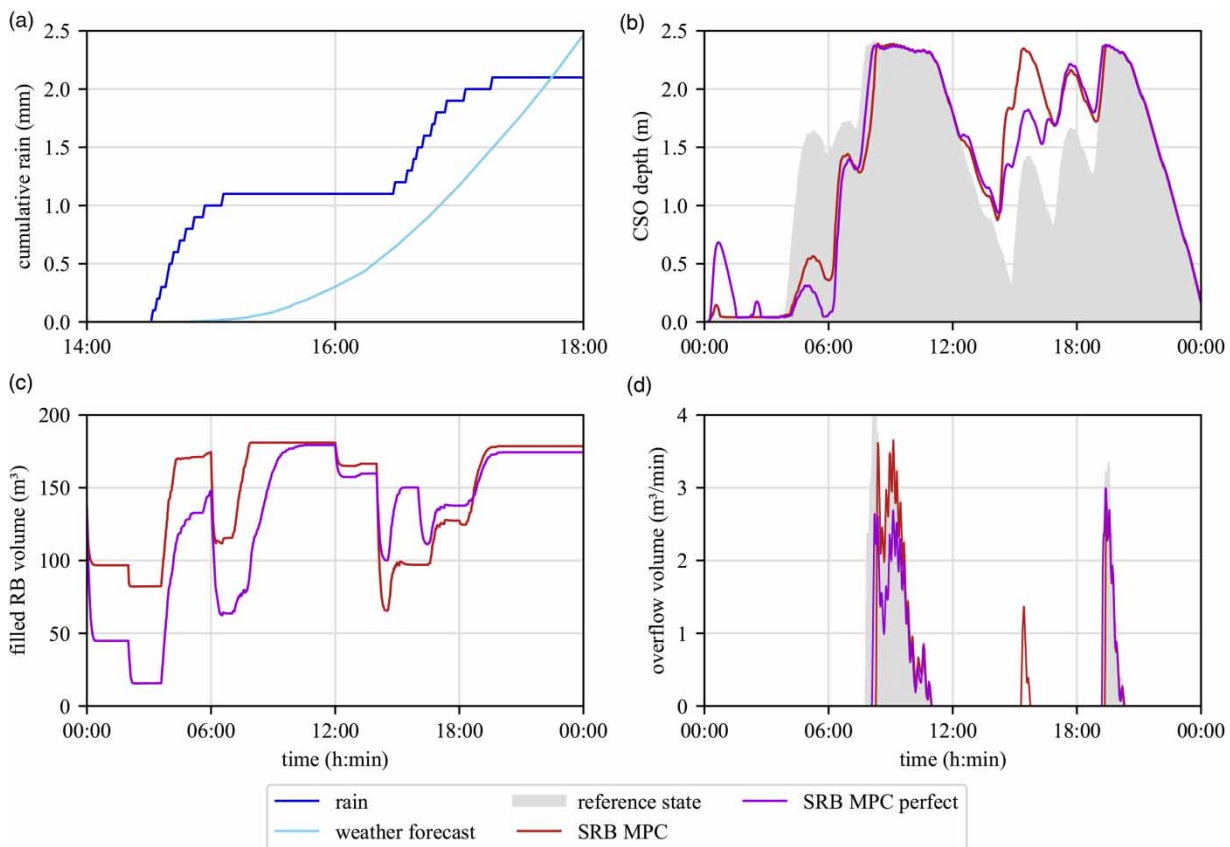 (a)
cumulative rain (mm)
2.5
2.0
1.5
1.0
0.5
0.0
14:00 16:00 18:00
(b)
CSO depth (m)
2.5
2.0
1.5
1.0
0.5
0.0
00:00 06:00 12:00 18:00 00:00
(c)
filled RB volume (m³)
200
150
100
50
0
00:00 06:00 12:00 18:00 00:00
time (h:min)
(d)
overflow volume (m³/min)
4
3
2
1
0
00:00 06:00 12:00 18:00 00:00
time (h:min)
rain reference state SRB MPC perfect
weather forecast SRB MPC